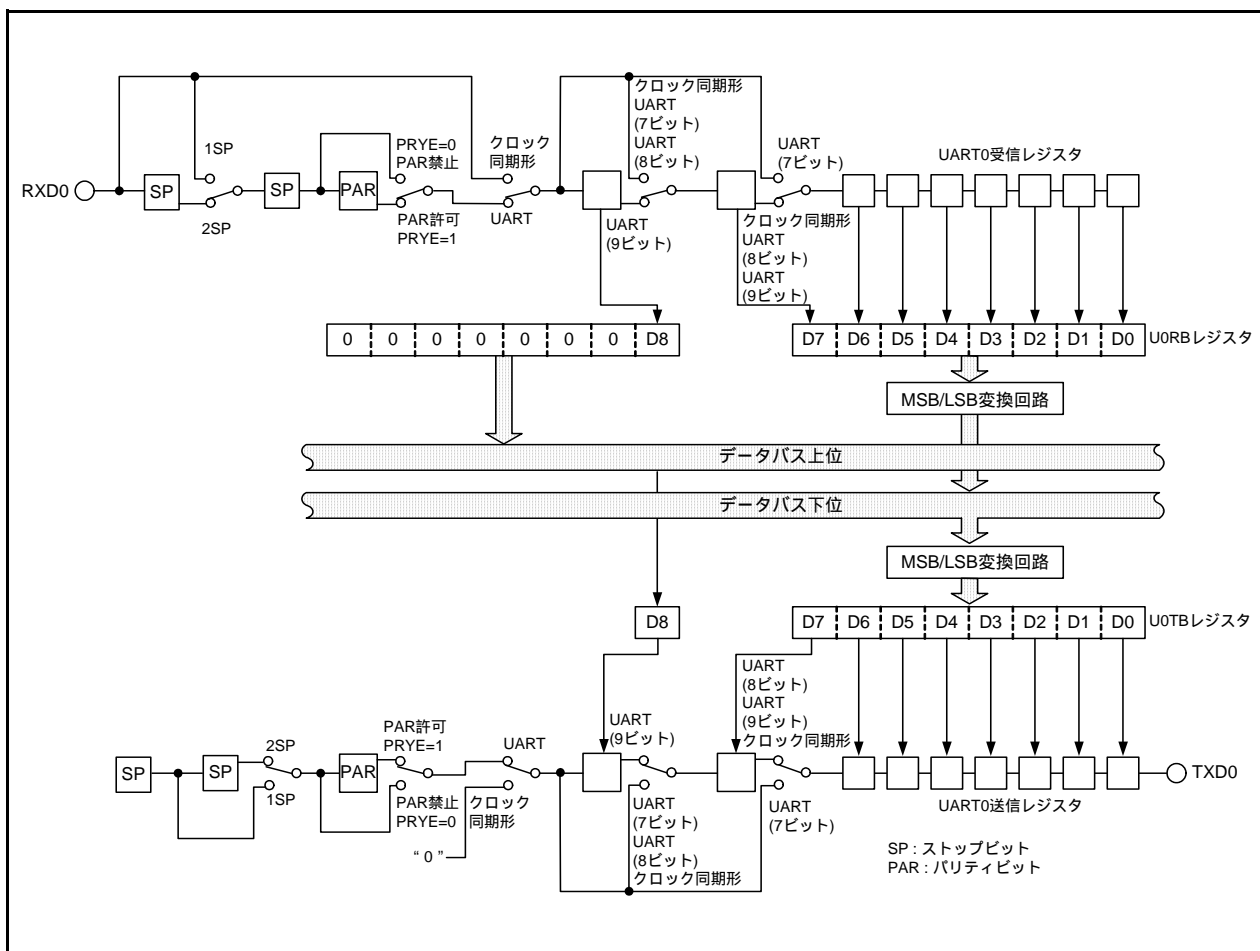 クロック同期形
UART
(7ビット)
UART
(8ビット)
PRYE=0
PAR禁止
クロック
同期形
UART
(7ビット)
UART0受信レジスタ
1SP
RXD0
SP
SP
PAR
2SP
PAR許可
PRYE=1
UART
UART
(9ビット)
クロック同期形
UART
(8ビット)
UART
(9ビット)
0 0 0 0 0 0 0 D8
D7 D6 D5 D4 D3 D2 D1 D0
U0RBレジスタ
MSB/LSB変換回路
データバス上位
データバス下位
MSB/LSB変換回路
D8
D7 D6 D5 D4 D3 D2 D1 D0
U0TBレジスタ
UART
(8ビット)
UART
(9ビット)
クロック同期形
PAR許可
PRYE=1
UART
UART
(9ビット)
2SP
SP
SP
PAR
TXD0
1SP
PAR禁止
PRYE=0
クロック
同期形
UART
(7ビット)
UART
(8ビット)
クロック同期形
UART
(7ビット)
UART0送信レジスタ
“ 0 ”
SP : ストップビット
PAR : パリティビット